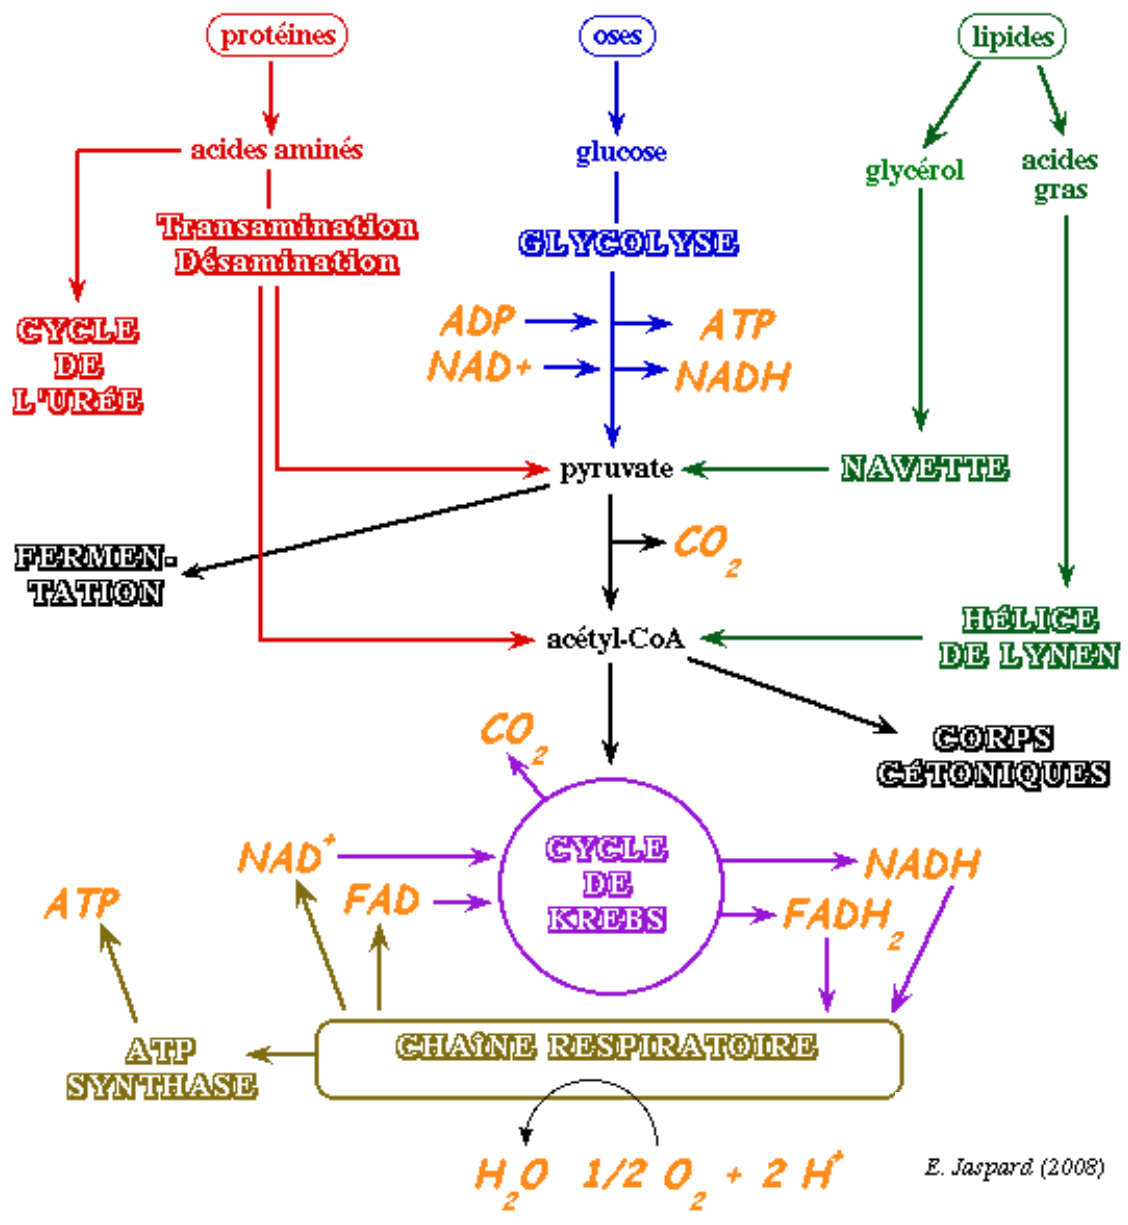 protéines
oses
lipides
acides aminés
glucose
glycérol
acides
gras
Transamination
Désamination
GLYCOLYSE
CYCLE
DE
L'URÉE
ADP
ATP
NAD+
NADH
pyruvate
NAVETTE
CO2
FERMEN-
TATION
acétyl-CoA
HÉLICE
DE LYNEN
CORPS
CÉTONIQUES
CO2
CYCLE
DE
KREBS
NAD+
NADH
FAD
FADH2
ATP
CHAîNE RESPIRATOIRE
ATP
SYNTHASE
H2O 1/2 O2 + 2 H+
E. Jaspard (2008)